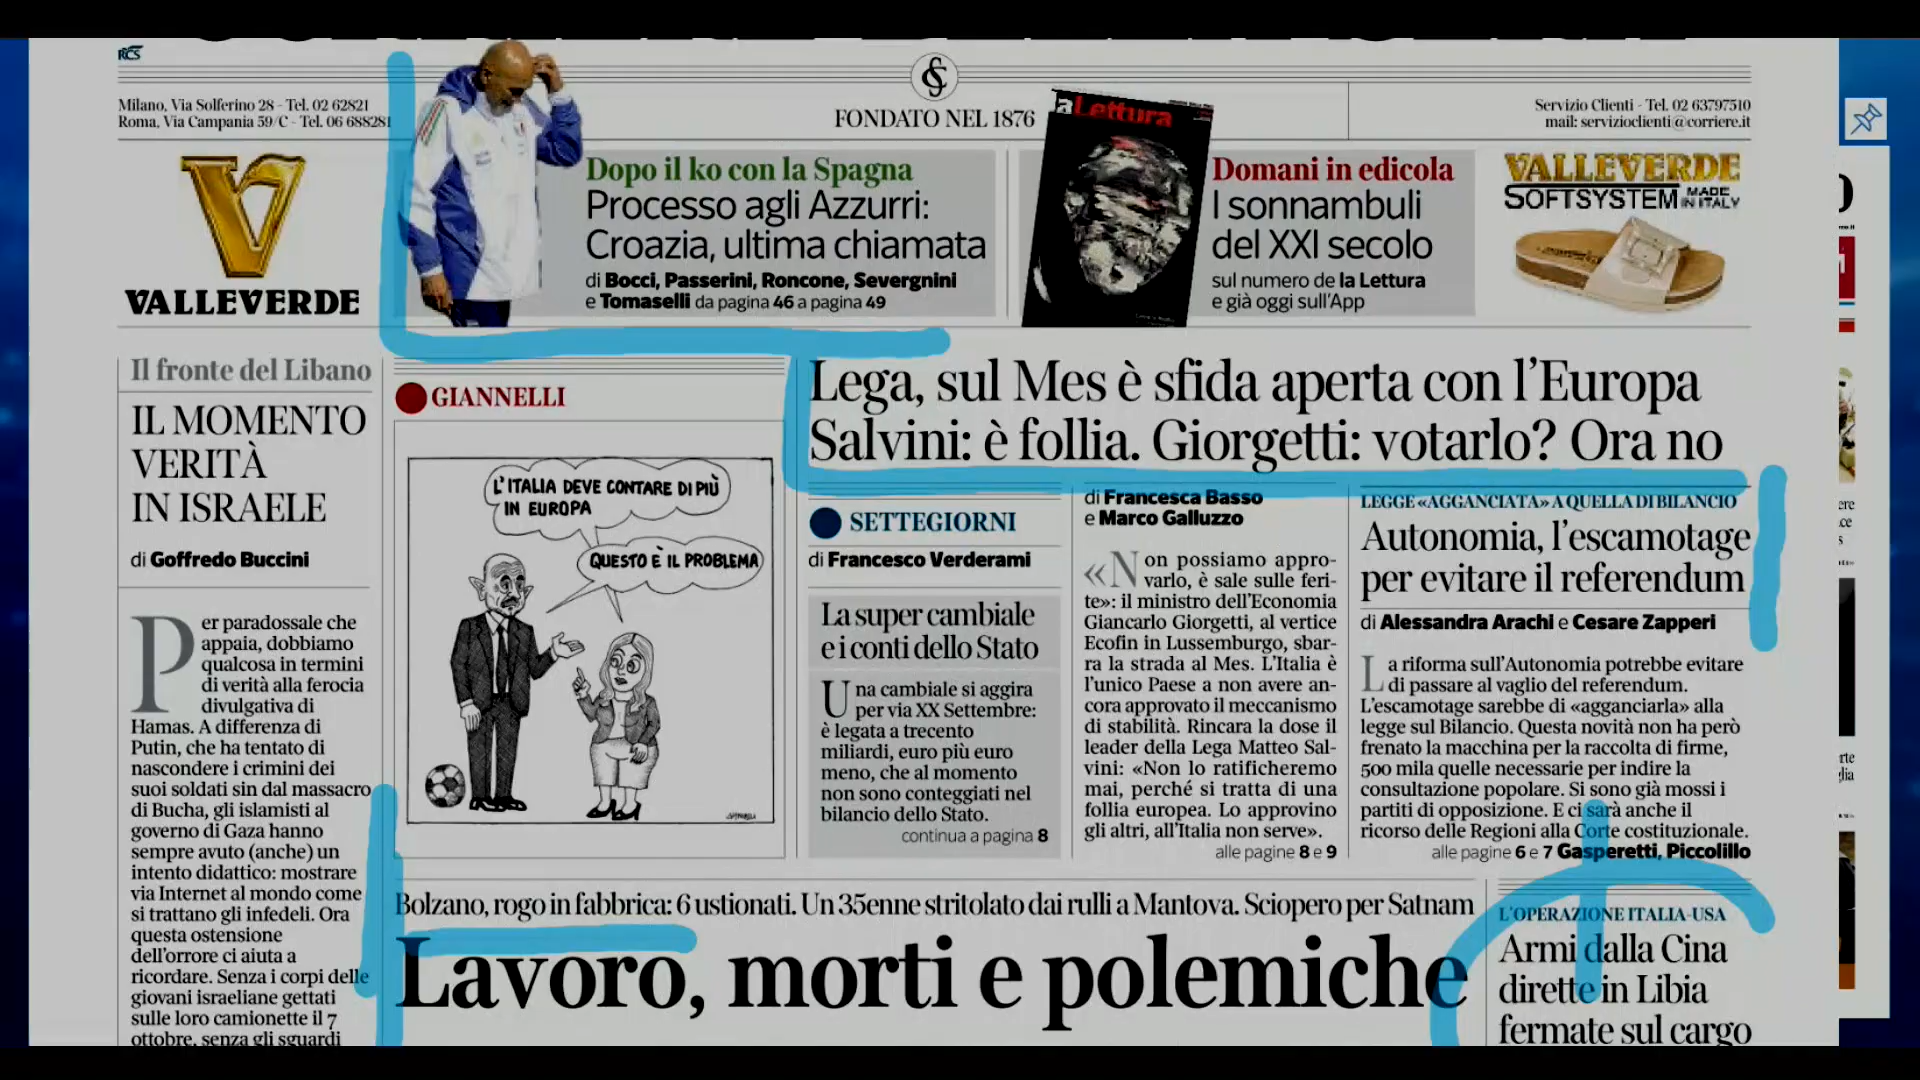 RCS
Milano, Via Solferino 28 - Tel. 02 62821
Roma, Via Campania 59/C - Tel. 06 688281
FONDATO NEL 1876
Servizio Clienti - Tel. 02 63797510
mail: servizioclienti@corriere.it
VALLEVERDE
Dopo il ko con la Spagna
Processo agli Azzurri:
Croazia, ultima chiamata
di Bocci, Passerini, Roncone, Severgnini
e Tomaselli da pagina 46 a pagina 49
laLettura
Domani in edicola
I sonnambuli
del XXI secolo
sul numero de la Lettura
e già oggi sull'App
VALLEVERDE
SOFTSYSTEM MADE IN ITALY
Il fronte del Libano
IL MOMENTO
VERITÀ
IN ISRAELE
di Goffredo Buccini
Per paradossale che
appaia, dobbiamo
qualcosa in termini
di verità alla ferocia
divulgativa di
Hamas. A differenza di
Putin, che ha tentato di
nascondere i crimini dei
suoi soldati sin dal massacro
di Bucha, gli islamisti al
governo di Gaza hanno
sempre avuto (anche) un
intento didattico: mostrare
via Internet al mondo come
si trattano gli infedeli. Ora
questa ostensione
dell'orrore ci aiuta a
ricordare. Senza i corpi delle
giovani israeliane gettati
sulle loro camionette il 7
ottobre, senza gli sguardi
GIANNELLI
L'ITALIA DEVE CONTARE DI PIÙ
IN EUROPA
QUESTO È IL PROBLEMA
Lega, sul Mes è sfida aperta con l'Europa
Salvini: è follia. Giorgetti: votarlo? Ora no
SETTEGIORNI
di Francesco Verderami
La super cambiale
e i conti dello Stato
Una cambiale si aggira
per via XX Settembre:
è legata a trecento
miliardi, euro più euro
meno, che al momento
non sono conteggiati nel
bilancio dello Stato.
continua a pagina 8
di Francesca Basso
e Marco Galluzzo
«Non possiamo appro-
varlo, è sale sulle feri-
te»: il ministro dell'Economia
Giancarlo Giorgetti, al vertice
Ecofin in Lussemburgo, sbar-
ra la strada al Mes. L'Italia è
l'unico Paese a non avere an-
cora approvato il meccanismo
di stabilità. Rincara la dose il
leader della Lega Matteo Sal-
vini: «Non lo ratificheremo
mai, perché si tratta di una
follia europea. Lo approvino
gli altri, all'Italia non serve».
alle pagine 8 e 9
LEGGE «AGGANCIATA» A QUELLA DI BILANCIO
Autonomia, l'escamotage
per evitare il referendum
di Alessandra Arachi e Cesare Zapperi
La riforma sull'Autonomia potrebbe evitare
di passare al vaglio del referendum.
L'escamotage sarebbe di «agganciarla» alla
legge sul Bilancio. Questa novità non ha però
frenato la macchina per la raccolta di firme,
500 mila quelle necessarie per indire la
consultazione popolare. Si sono già mossi i
partiti di opposizione. E ci sarà anche il
ricorso delle Regioni alla Corte costituzionale.
alle pagine 6 e 7 Gasperetti, Piccolillo
Bolzano, rogo in fabbrica: 6 ustionati. Un 35enne stritolato dai rulli a Mantova. Sciopero per Satnam
Lavoro, morti e polemiche
L'OPERAZIONE ITALIA-USA
Armi dalla Cina
dirette in Libia
fermate sul cargo